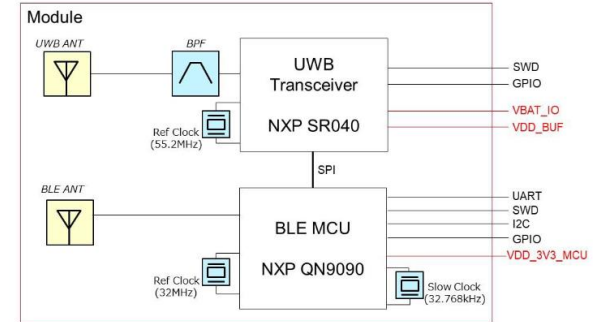 Module
UWB ANT
BPF
UWB
Transceiver
NXP SR040
SWD
GPIO
VBAT_IO
VDD_BUF
Ref Clock
(55.2MHz)
SPI
BLE ANT
BLE MCU
NXP QN9090
UART
SWD
I2C
GPIO
VDD_3V3_MCU
Ref Clock
(32MHz)
Slow Clock
(32.768kHz)